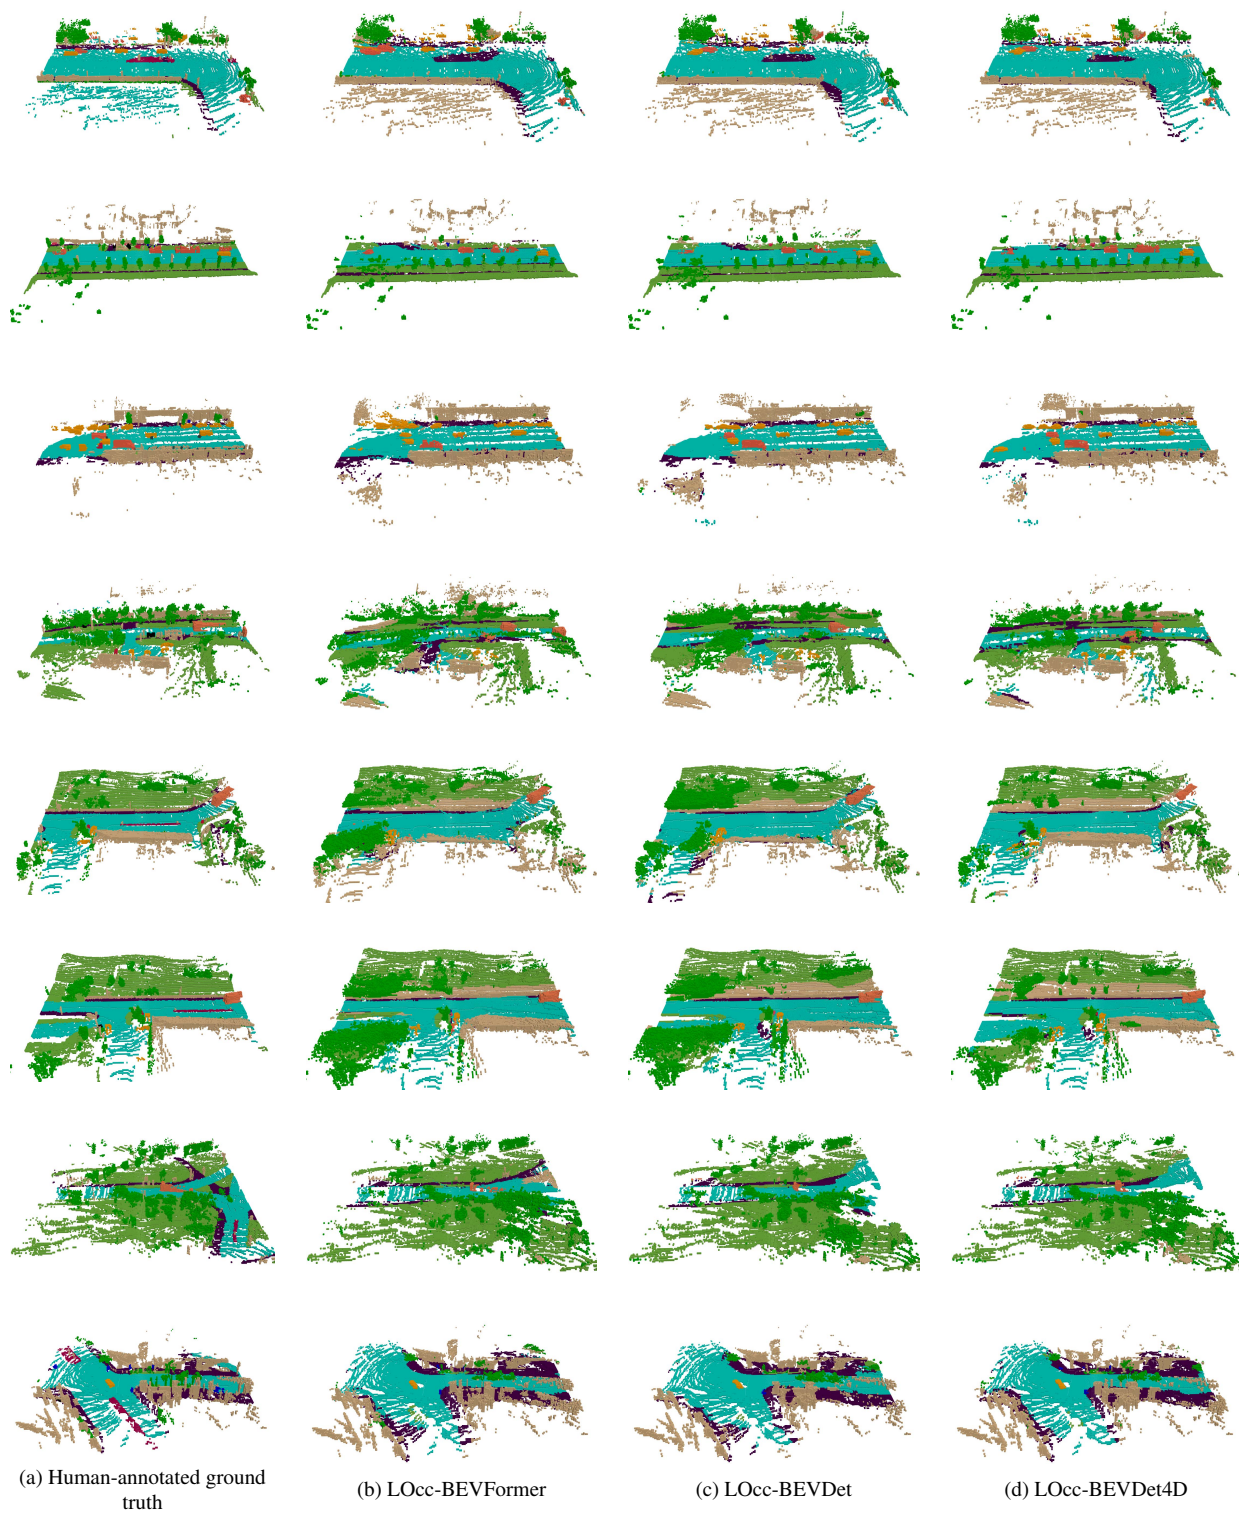 (a) Human-annotated ground
truth
(b) LOcc-BEVFormer
(c) LOcc-BEVDet
(d) LOcc-BEVDet4D